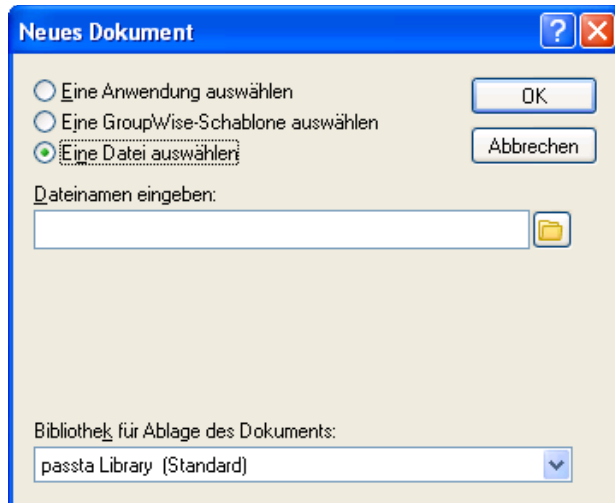 Neues Dokument
?
Eine Anwendung auswählen
OK
Eine GroupWise-Schablone auswählen
Eine Datei auswählen
Abbrechen
Dateinamen eingeben:
Bibliothek für Ablage des Dokuments:
passta Library (Standard)